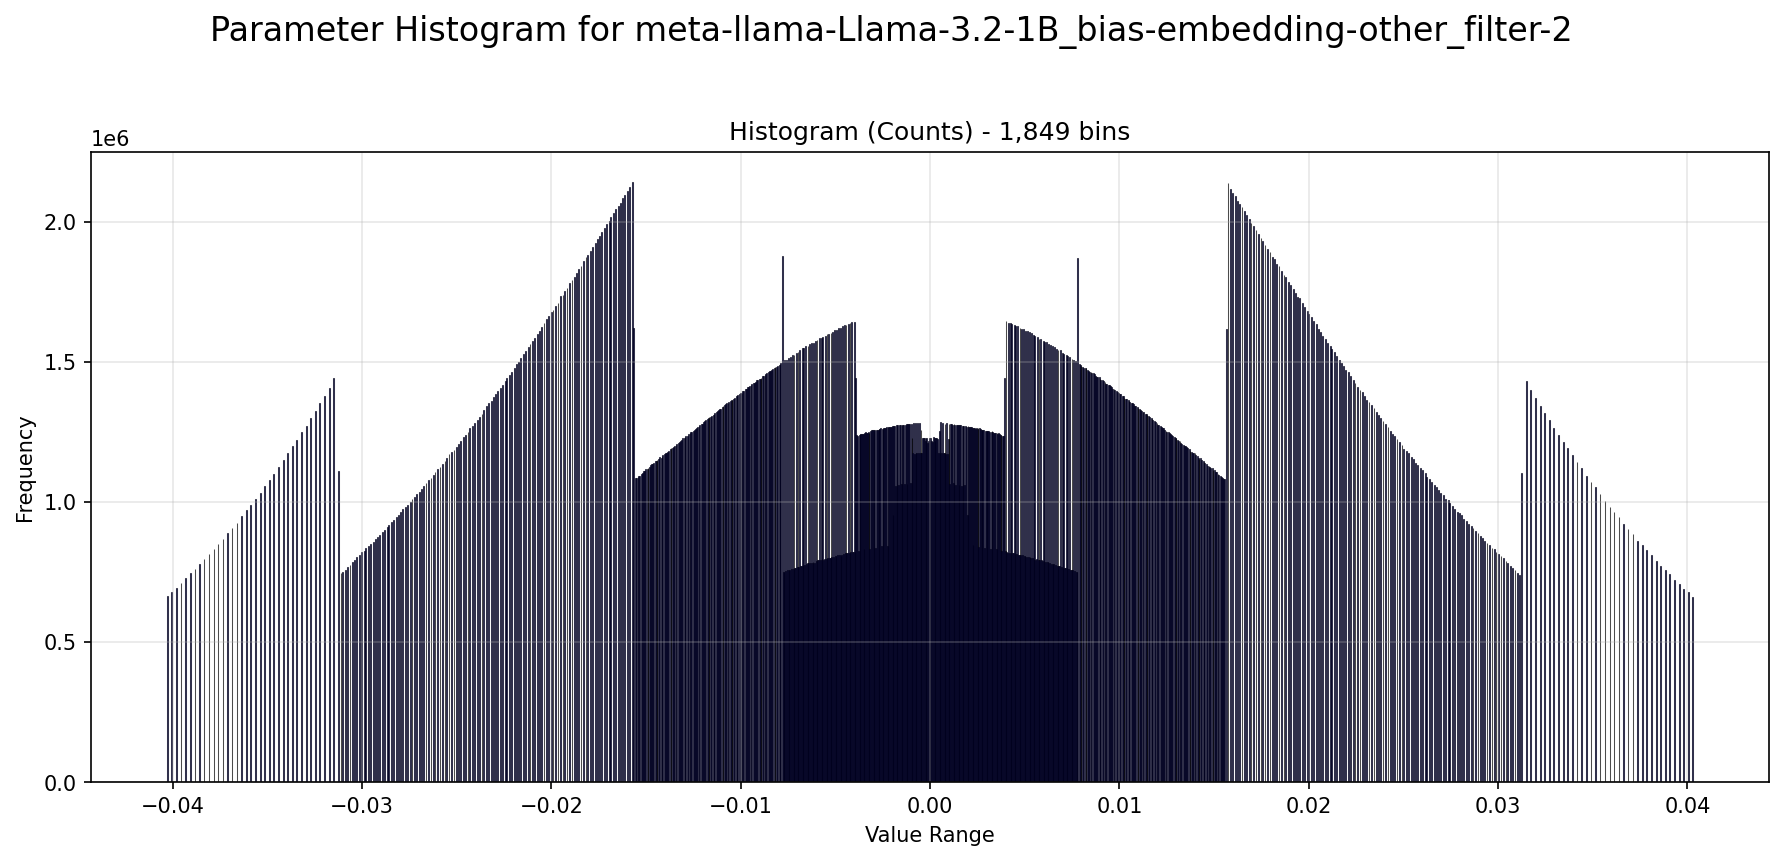 Parameter Histogram for meta-llama-Llama-3.2-1B_bias-embedding-other_filter-2
Histogram (Counts) - 1,849 bins
1e6
2.0
1.5
1.0
0.5
0.0
Frequency
−0.04 −0.03 −0.02 −0.01 0.00 0.01 0.02 0.03 0.04
Value Range